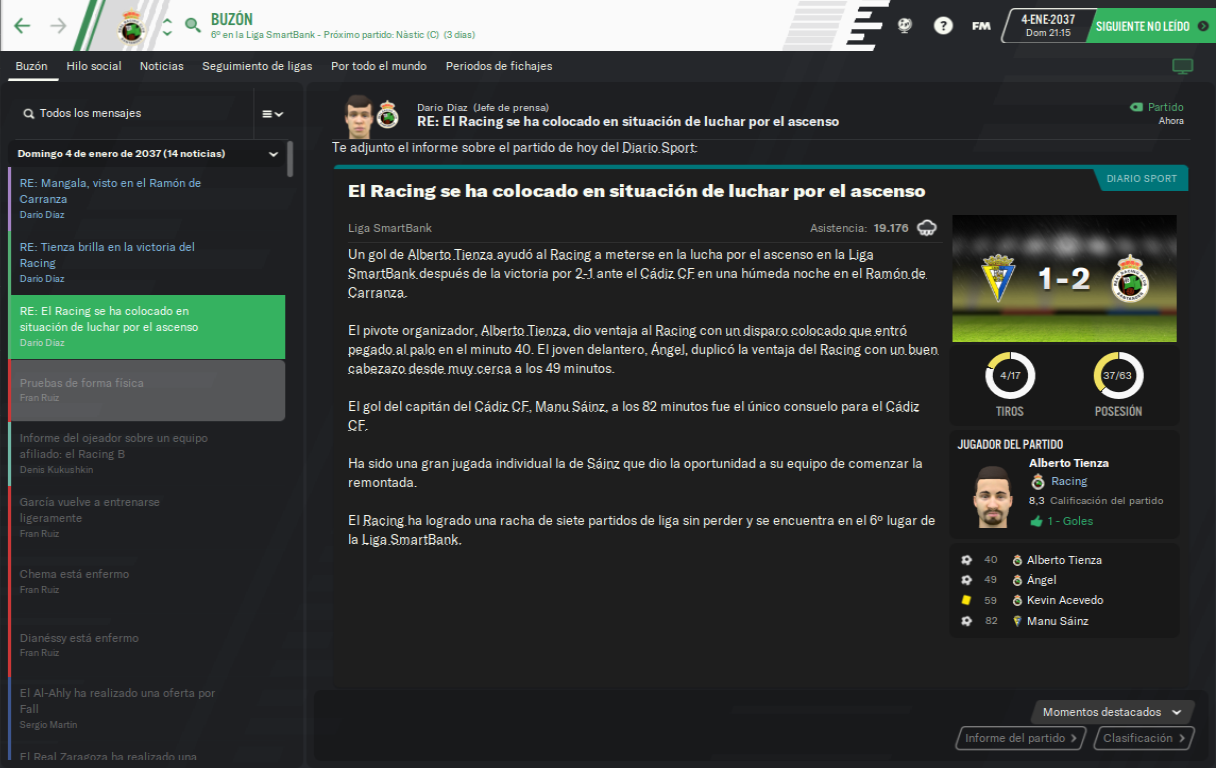 BUZÓN
6º en la Liga SmartBank - Próximo partido: Nàstic (C) (3 días)
FM
4-ENE-2037
Dom 21:15
SIGUIENTE NO LEÍDO
Buzón
Hilo social
Noticias
Seguimiento de ligas
Por todo el mundo
Periodos de fichajes
Todos los mensajes
Domingo 4 de enero de 2037 (14 noticias)
RE: Mangala, visto en el Ramón de
Carranza
Darío Díaz
RE: Tienza brilla en la victoria del
Racing
Darío Díaz
RE: El Racing se ha colocado en
situación de luchar por el ascenso
Darío Díaz
Pruebas de forma física
Fran Ruiz
Informe del ojeador sobre un equipo
afiliado: el Racing B
Denis Kukushkin
García vuelve a entrenarse
ligeramente
Fran Ruiz
Chema está enfermo
Fran Ruiz
Dianéssy está enfermo
Fran Ruiz
El Al-Ahly ha realizado una oferta por
Fall
Sergio Martín
El Real Zaragoza ha realizado una
Darío Díaz (Jefe de prensa)
RE: El Racing se ha colocado en situación de luchar por el ascenso
Partido
Ahora
Te adjunto el informe sobre el partido de hoy del Diario Sport:
DIARIO SPORT
El Racing se ha colocado en situación de luchar por el ascenso
Liga SmartBank
Asistencia: 19.176
Un gol de Alberto Tienza ayudó al Racing a meterse en la lucha por el ascenso en la Liga
SmartBank después de la victoria por 2-1 ante el Cádiz CF en una húmeda noche en el Ramón de
Carranza.
El pivote organizador, Alberto Tienza, dio ventaja al Racing con un disparo colocado que entró
pegado al palo en el minuto 40. El joven delantero, Ángel, duplicó la ventaja del Racing con un buen
cabezazo desde muy cerca a los 49 minutos.
El gol del capitán del Cádiz CF, Manu Sáinz, a los 82 minutos fue el único consuelo para el Cádiz
CF.
Ha sido una gran jugada individual la de Sáinz que dio la oportunidad a su equipo de comenzar la
remontada.
El Racing ha logrado una racha de siete partidos de liga sin perder y se encuentra en el 6º lugar de
la Liga SmartBank.
1-2
4/17
37/63
TIROS
POSESIÓN
JUGADOR DEL PARTIDO
Alberto Tienza
Racing
8,3 Calificación del partido
1 - Goles
40 Alberto Tienza
49 Ángel
59 Kevin Acevedo
82 Manu Sáinz
Momentos destacados
Informe del partido
Clasificación